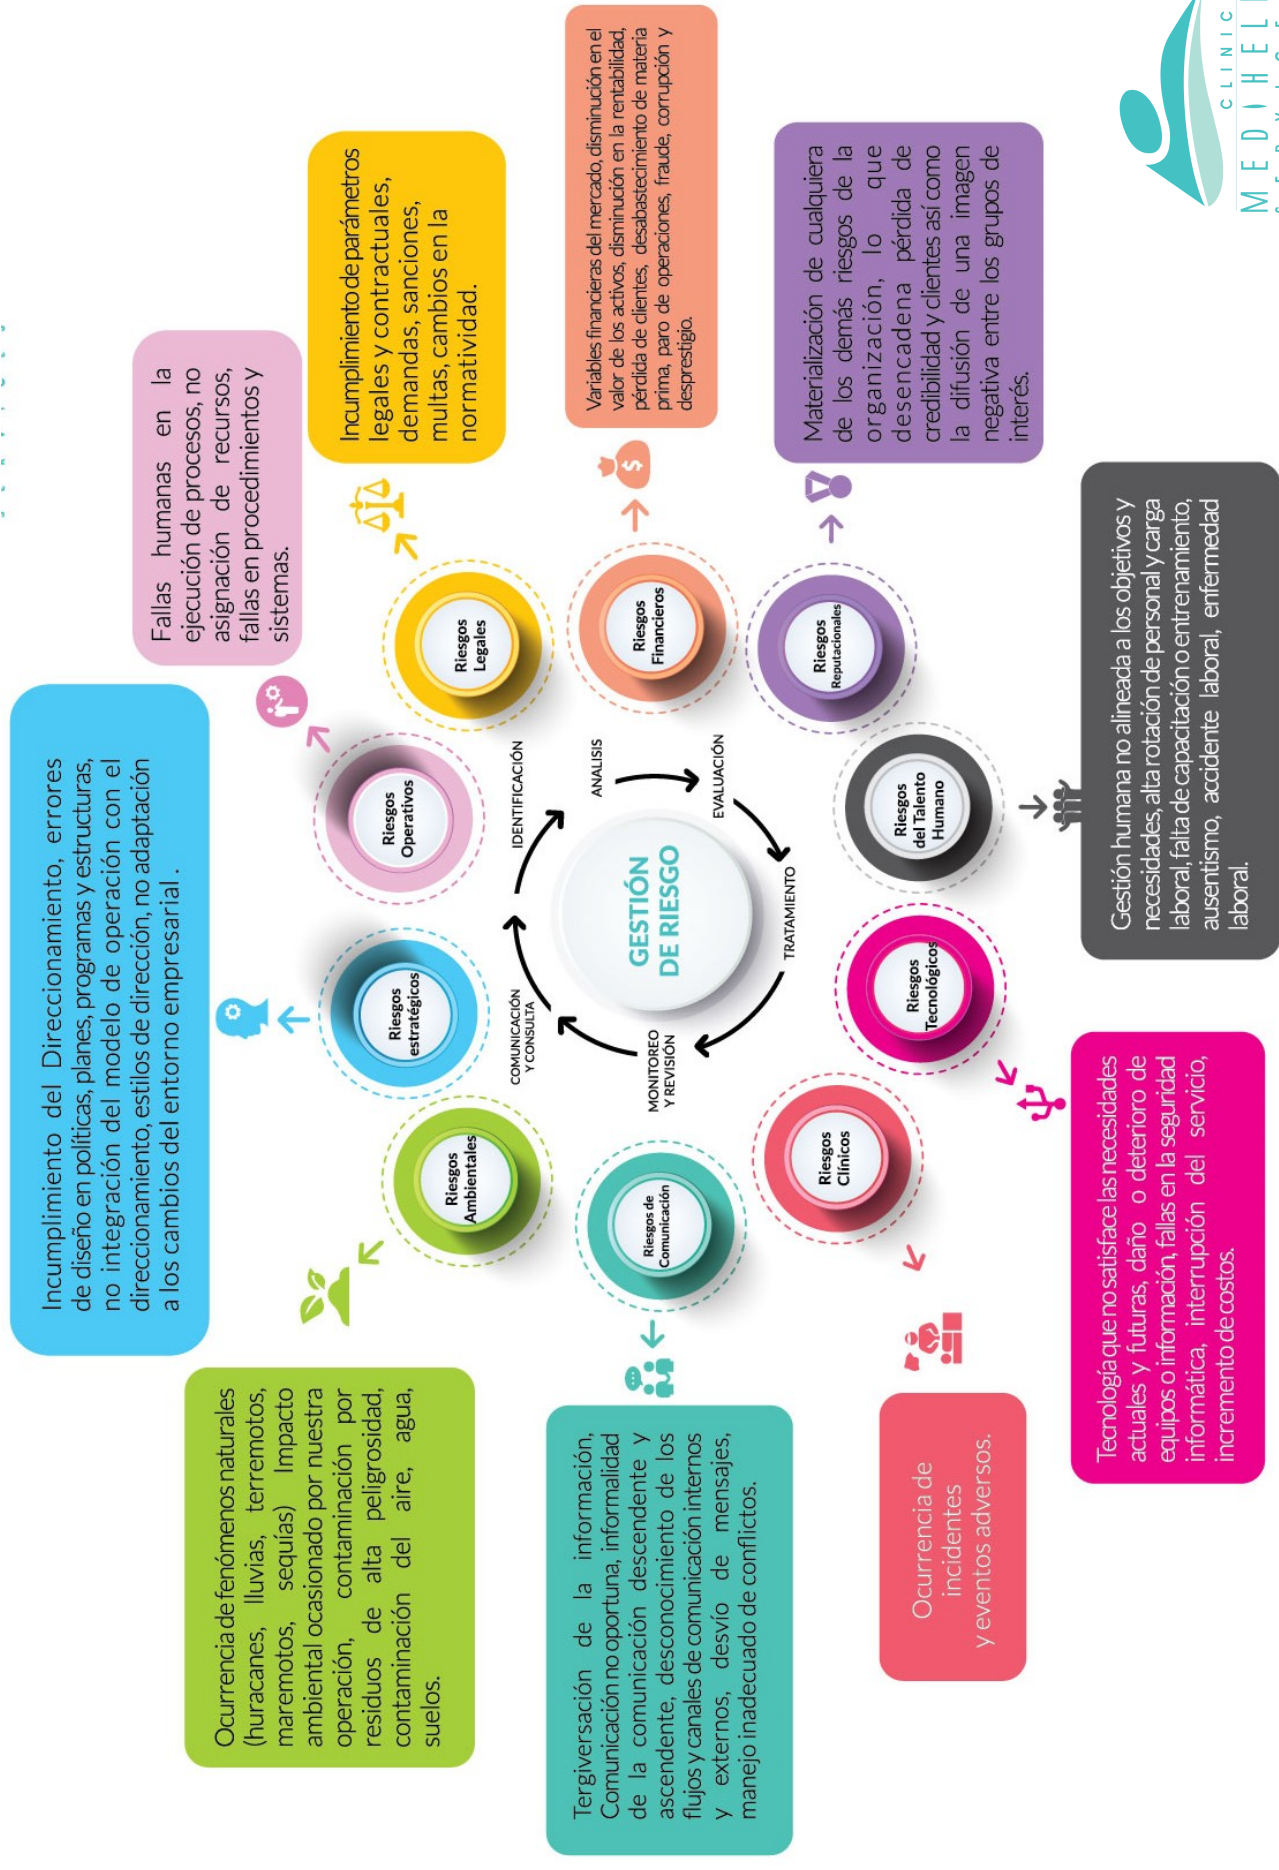 Ocurrencia de fenómenos naturales
(huracanes, lluvias, terremotos,
maremotos, sequías) Impacto
ambiental ocasionado por nuestra
operación, contaminación por
residuos de alta peligrosidad,
contaminación del aire, agua,
suelos.
Incumplimiento del Direccionamiento, errores
de diseño en políticas, planes, programas y estructuras,
no integración del modelo de operación con el
direccionamiento, estilos de dirección, no adaptación
a los cambios del entorno empresarial .
Fallas humanas en la
ejecución de procesos, no
asignación de recursos,
fallas en procedimientos y
sistemas.
Incumplimiento de parámetros
legales y contractuales,
demandas, sanciones,
multas, cambios en la
normatividad.
Riesgos
Ambientales
Riesgos
estratégicos
Riesgos
Operativos
Riesgos
Legales
COMUNICACIÓN
Y CONSULTA
IDENTIFICACIÓN
Tergiversación de la información,
Comunicación no oportuna, informalidad
de la comunicación descendente y
ascendente, desconocimiento de los
flujos y canales de comunicación internos
y externos, desvío de mensajes,
manejo inadecuado de conflictos.
Riesgos de
Comunicación
MONITOREO
Y REVISIÓN
GESTIÓN
DE RIESGO
ANALISIS
Riesgos
Financieros
Variables financieras del mercado, disminución en el
valor de los activos, disminución en la rentabilidad,
pérdida de clientes, desabastecimiento de materia
prima, paro de operaciones, fraude, corrupción y
desprestigio.
EVALUACIÓN
TRATAMIENTO
Riesgos
Clínicos
Riesgos
Tecnológicos
Riesgos
del Talento
Humano
Riesgos
Reputacionales
Materialización de cualquiera
de los demás riesgos de la
organización, lo que
desencadena pérdida de
credibilidad y clientes así como
la difusión de una imagen
negativa entre los grupos de
interés.
Ocurrencia de
incidentes
y eventos adversos.
Tecnología que no satisface las necesidades
actuales y futuras, daño o deterioro de
equipos o información, fallas en la seguridad
informática, interrupción del servicio,
incremento de costos.
Gestión humana no alineada a los objetivos y
necesidades, alta rotación de personal y carga
laboral, falta de capacitación o entrenamiento,
ausentismo, accidente laboral, enfermedad
laboral.
CLINIC
MEDIHEL